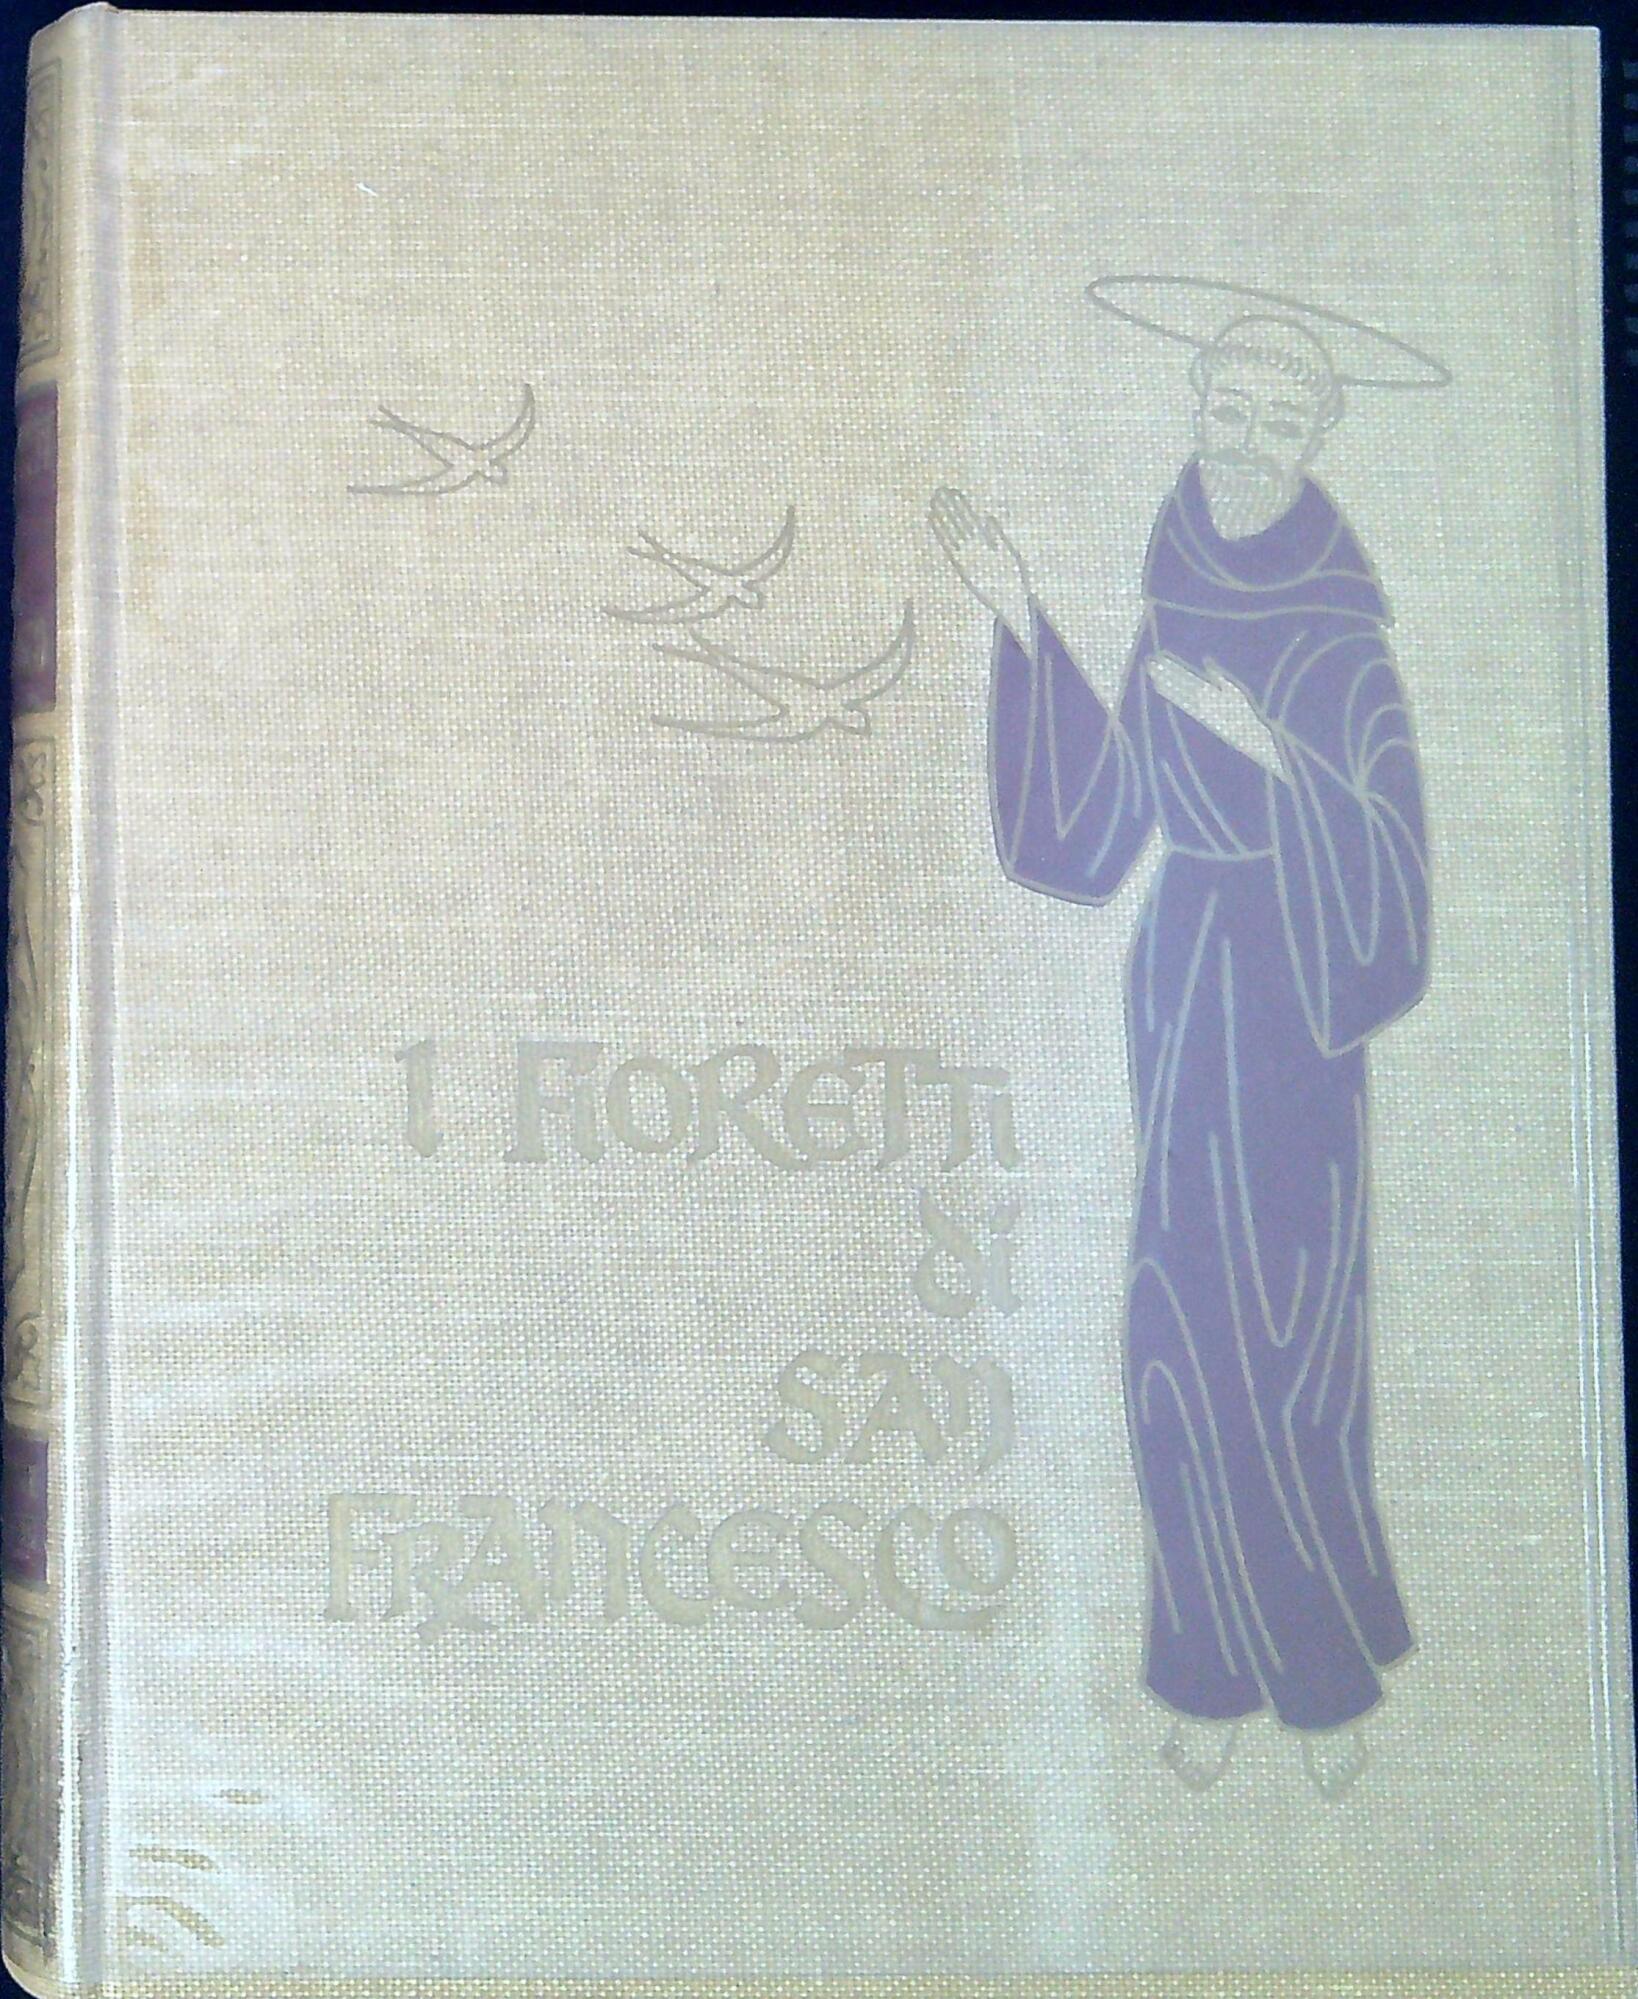 I FIORETTI
di
SAN
FRANCESCO